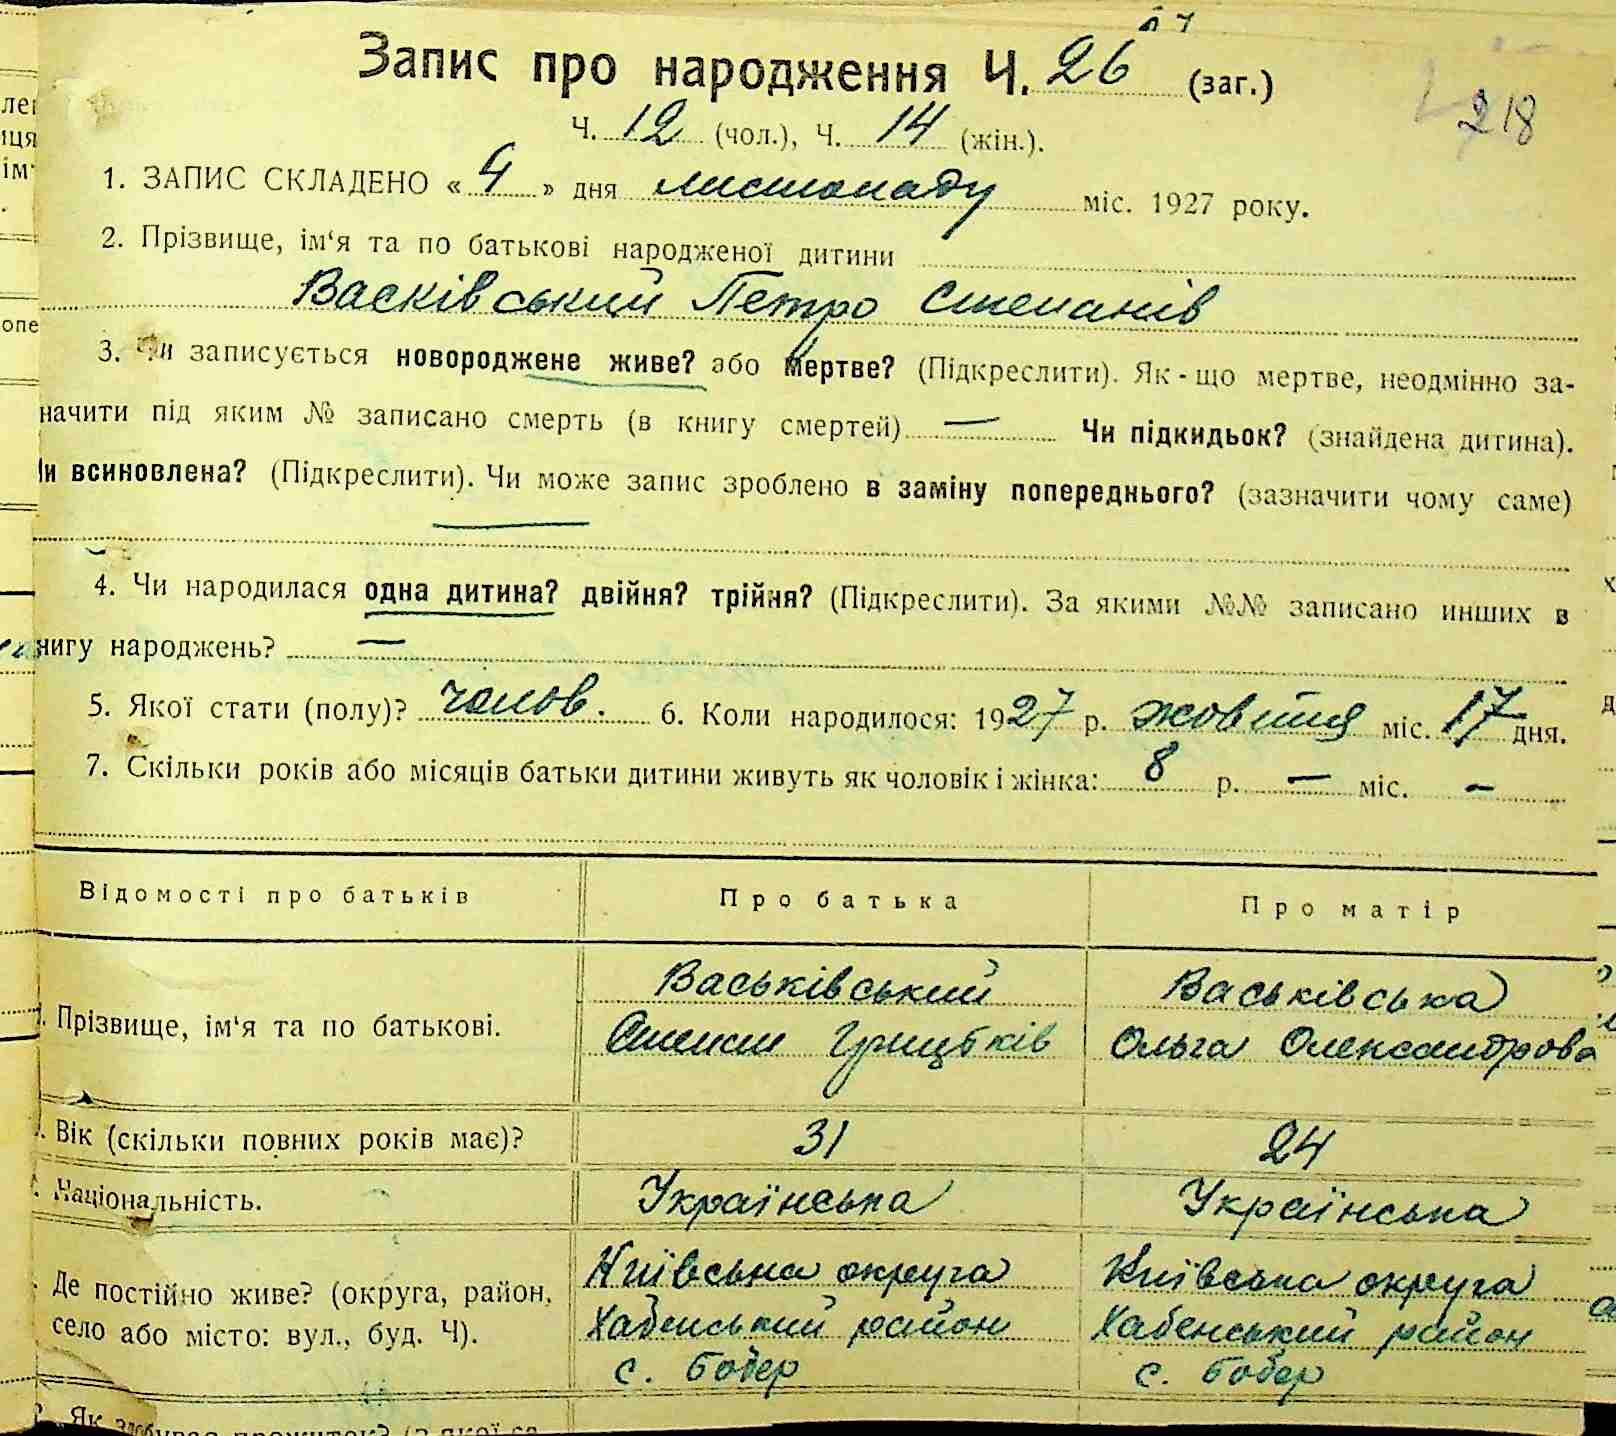 Запис про народження Ч. 26 (заг.)
218
Ч. 12 (чол.), Ч. 14 (жін.).
1. ЗАПИС СКЛАДЕНО « 4 » дня листопаду міс. 1927 року.
2. Прізвище, ім‘я та по батькові народженої дитини
Васківський Петро Степанів
3. Чи записується новороджене живе? або мертве? (Підкреслити). Як-що мертве, неодмінно за-
начити під яким № записано смерть (в книгу смертей) — Чи підкидьок? (знайдена дитина).
Чи всиновлена? (Підкреслити). Чи може запис зроблено в заміну попереднього? (зазначити чому саме)
—
4. Чи народилася одна дитина? двійня? трійня? (Підкреслити). За якими №№ записано инших в
книгу народжень? —
5. Якої стати (полу)? чолов. 6. Коли народилося: 1927 р. жовтня міс. 17 дня.
7. Скільки років або місяців батьки дитини живуть як чоловік і жінка: 8 р. — міс. -
Відомості про батьків Про батька Про матір
Прізвище, ім‘я та по батькові. Васьківський Степан Грицьків Васьківська Ольга Олександрова
Вік (скільки повних років має)? 31 24
Національність. Українська Українська
Де постійно живе? (округа, район, Київська округа Київська округа
село або місто: вул., буд. Ч). Хабенський район Хабенський район
с. Бобер с. Бобер
Як